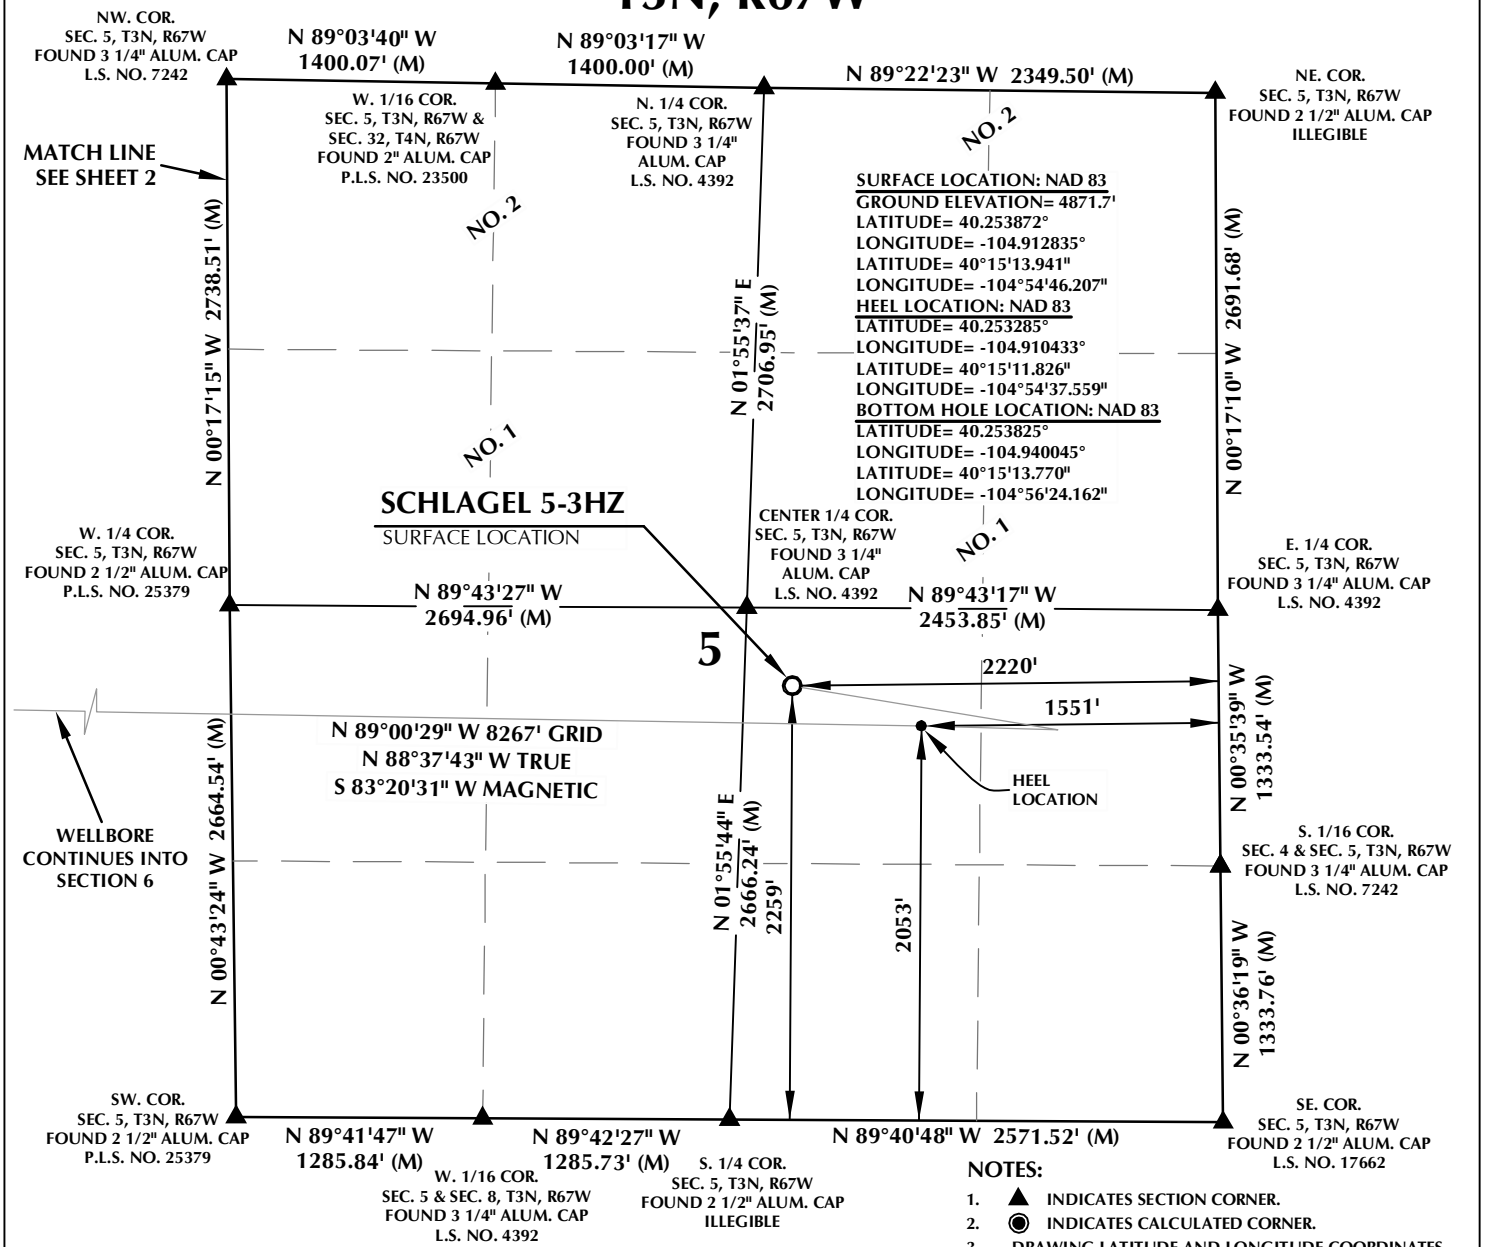 T3N, R67W
NW. COR.
SEC. 5, T3N, R67W
FOUND 3 1/4" ALUM. CAP
L.S. NO. 7242
N 89°03'40" W
1400.07' (M)
N 89°03'17" W
1400.00' (M)
N 89°22'23" W 2349.50' (M)
NE. COR.
SEC. 5, T3N, R67W
FOUND 2 1/2" ALUM. CAP
ILLEGIBLE
W. 1/16 COR.
SEC. 5, T3N, R67W &
SEC. 32, T4N, R67W
FOUND 2" ALUM. CAP
P.L.S. NO. 23500
N. 1/4 COR.
SEC. 5, T3N, R67W
FOUND 3 1/4"
ALUM. CAP
L.S. NO. 4392
NO. 2
MATCH LINE
SEE SHEET 2
NO. 2
SURFACE LOCATION: NAD 83
GROUND ELEVATION= 4871.7'
LATITUDE= 40.253872°
LONGITUDE= -104.912835°
LATITUDE= 40°15'13.941"
LONGITUDE= -104°54'46.207"
HEEL LOCATION: NAD 83
LATITUDE= 40.253285°
LONGITUDE= -104.910433°
LATITUDE= 40°15'11.826"
LONGITUDE= -104°54'37.559"
BOTTOM HOLE LOCATION: NAD 83
LATITUDE= 40.253825°
LONGITUDE= -104.940045°
LATITUDE= 40°15'13.770"
LONGITUDE= -104°56'24.162"
N 00°17'15" W 2738.51' (M)
N 01°55'37" E
2706.95' (M)
N 00°17'10" W 2691.68' (M)
NO. 1
NO. 1
SCHLAGEL 5-3HZ
SURFACE LOCATION
CENTER 1/4 COR.
SEC. 5, T3N, R67W
FOUND 3 1/4"
ALUM. CAP
L.S. NO. 4392
W. 1/4 COR.
SEC. 5, T3N, R67W
FOUND 2 1/2" ALUM. CAP
P.L.S. NO. 25379
E. 1/4 COR.
SEC. 5, T3N, R67W
FOUND 3 1/4" ALUM. CAP
L.S. NO. 4392
N 89°43'27" W
2694.96' (M)
N 89°43'17" W
2453.85' (M)
5
2220'
1551'
N 89°00'29" W 8267' GRID
N 88°37'43" W TRUE
S 83°20'31" W MAGNETIC
HEEL
LOCATION
N 00°35'39" W
1333.54' (M)
WELLBORE
CONTINUES INTO
SECTION 6
N 00°43'24" W 2664.54' (M)
N 01°55'44" E
2666.24' (M)
2259'
2053'
S. 1/16 COR.
SEC. 4 & SEC. 5, T3N, R67W
FOUND 3 1/4" ALUM. CAP
L.S. NO. 7242
N 00°36'19" W
1333.76' (M)
SW. COR.
SEC. 5, T3N, R67W
FOUND 2 1/2" ALUM. CAP
P.L.S. NO. 25379
N 89°41'47" W
1285.84' (M)
N 89°42'27" W
1285.73' (M)
N 89°40'48" W 2571.52' (M)
SE. COR.
SEC. 5, T3N, R67W
FOUND 2 1/2" ALUM. CAP
L.S. NO. 17662
W. 1/16 COR.
SEC. 5 & SEC. 8, T3N, R67W
FOUND 3 1/4" ALUM. CAP
L.S. NO. 4392
S. 1/4 COR.
SEC. 5, T3N, R67W
FOUND 2 1/2" ALUM. CAP
ILLEGIBLE
NOTES:
1. INDICATES SECTION CORNER.
2. INDICATES CALCULATED CORNER.
3. DRAWING LATITUDE AND LONGITUDE COORDINATES